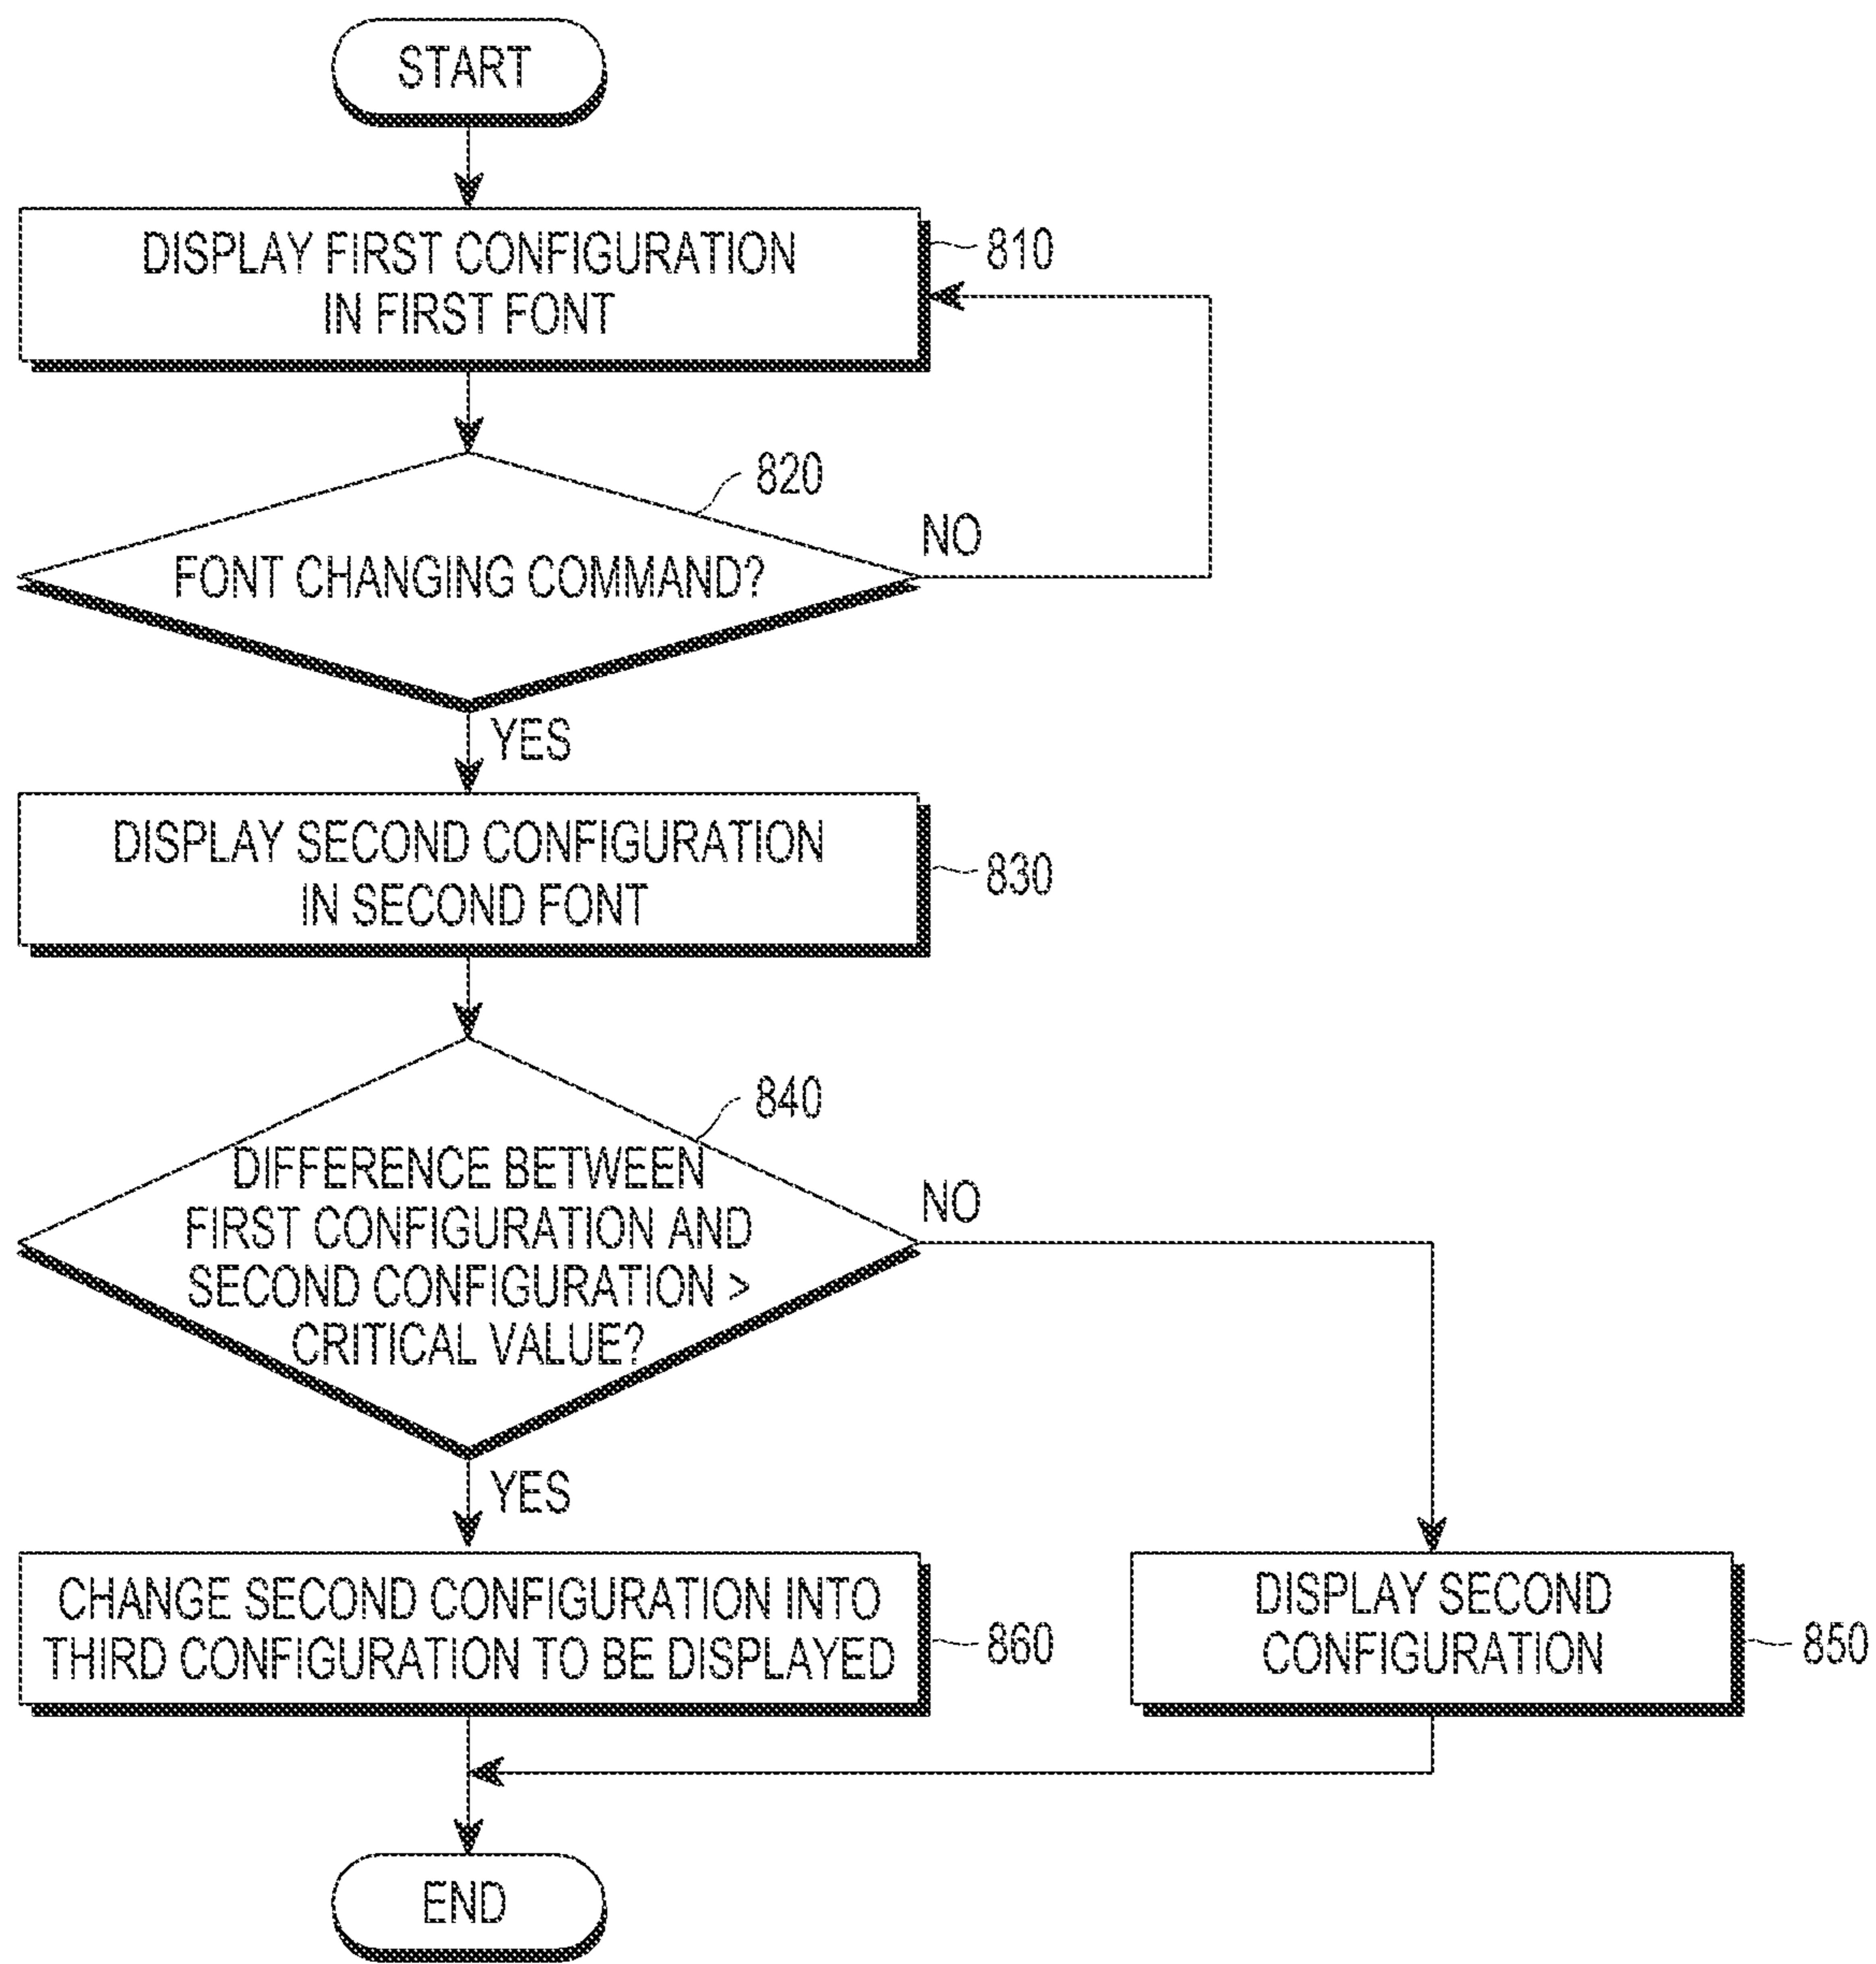 START
DISPLAY FIRST CONFIGURATION
IN FIRST FONT
810
820
FONT CHANGING COMMAND?
NO
YES
DISPLAY SECOND CONFIGURATION
IN SECOND FONT
830
840
DIFFERENCE BETWEEN
FIRST CONFIGURATION AND
SECOND CONFIGURATION >
CRITICAL VALUE?
NO
YES
CHANGE SECOND CONFIGURATION INTO
THIRD CONFIGURATION TO BE DISPLAYED
860
DISPLAY SECOND
CONFIGURATION
850
END